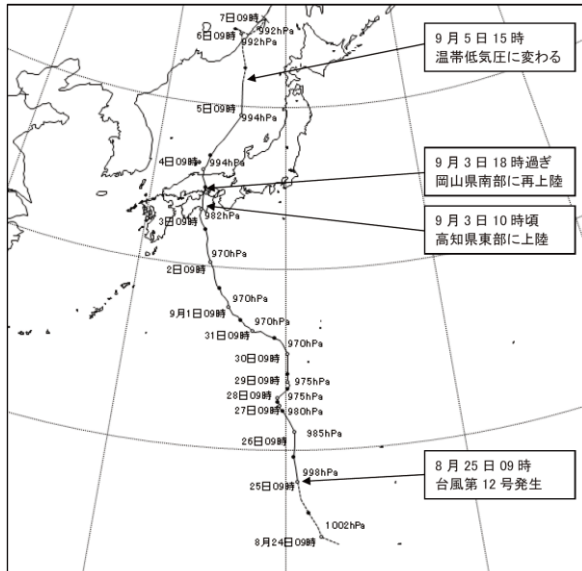 7日09時
992hPa
6日09時
992hPa
9月5日15時
温帯低気圧に変わる
5日09時
994hPa
4日09時
994hPa
9月3日18時過ぎ
岡山県南部に再上陸
3日09時
982hPa
9月3日10時頃
高知県東部に上陸
970hPa
2日09時
970hPa
9月1日09時
970hPa
31日09時
970hPa
30日09時
29日09時
975hPa
28日09時
975hPa
27日09時
980hPa
985hPa
26日09時
998hPa
25日09時
8月25日09時
台風第12号発生
1002hPa
8月24日09時